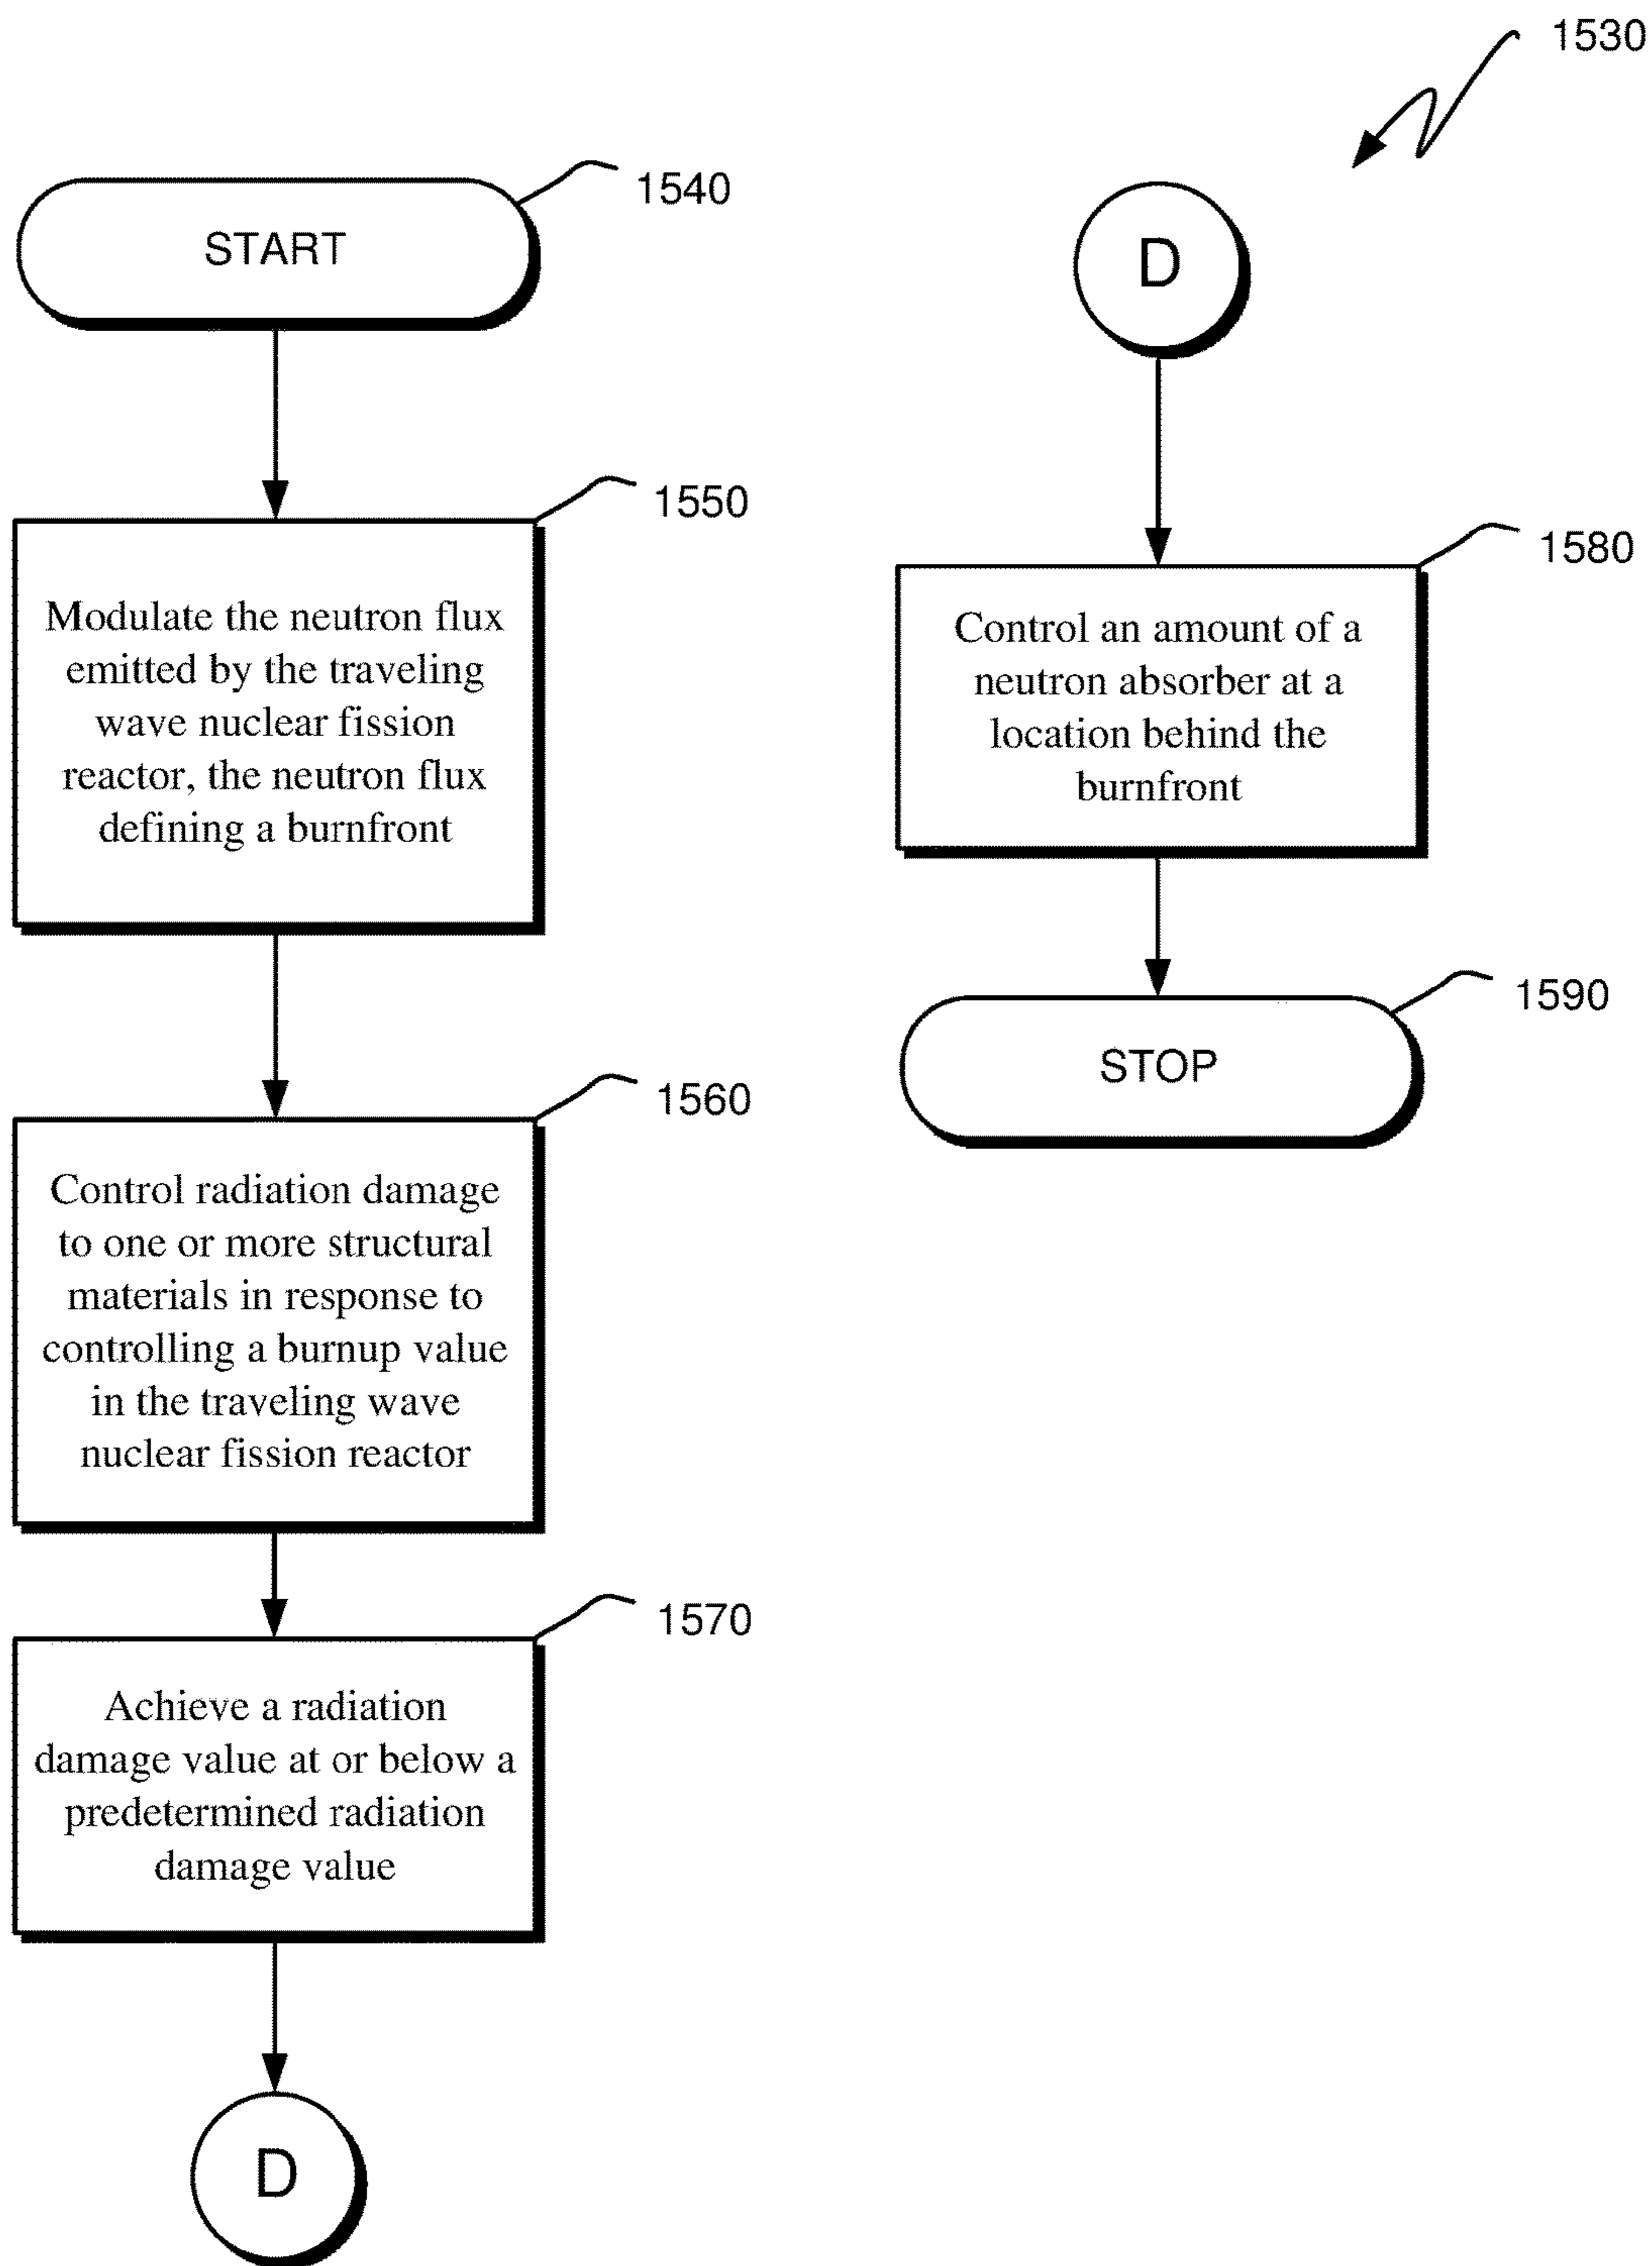 START
1540
Modulate the neutron flux
emitted by the traveling
wave nuclear fission
reactor, the neutron flux
defining a burnfront
1550
Control radiation damage
to one or more structural
materials in response to
controlling a burnup value
in the traveling wave
nuclear fission reactor
1560
Achieve a radiation
damage value at or below a
predetermined radiation
damage value
1570
D
1530
D
Control an amount of a
neutron absorber at a
location behind the
burnfront
1580
STOP
1590